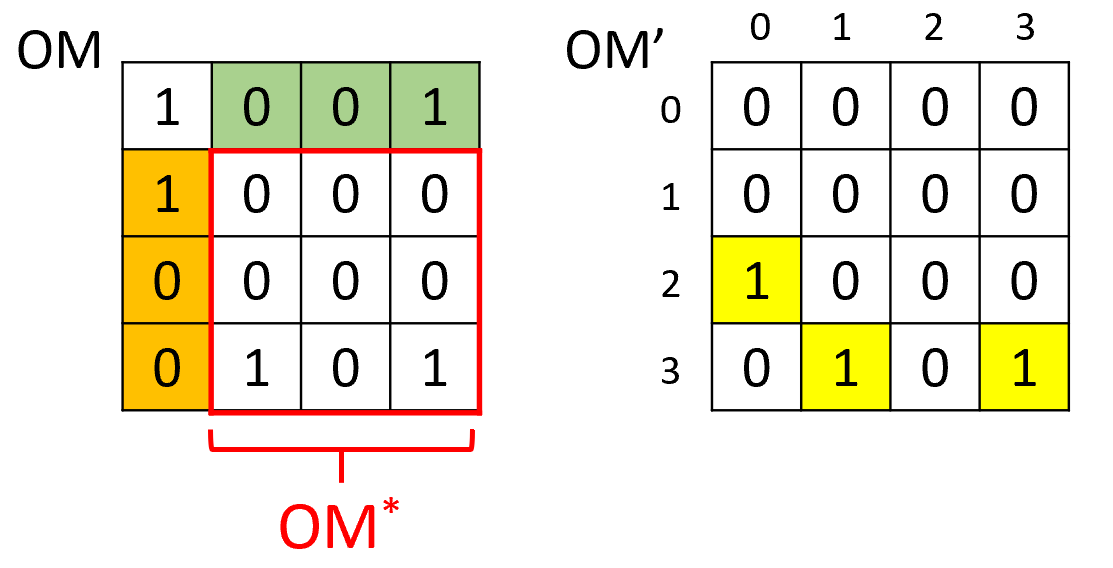 OM
1 0 0 1
1 0 0 0
0 0 0 0
0 1 0 1
OM*
OM’
0 1 2 3
0 0 0 0 0
1 0 0 0 0
2 1 0 0 0
3 0 1 0 1